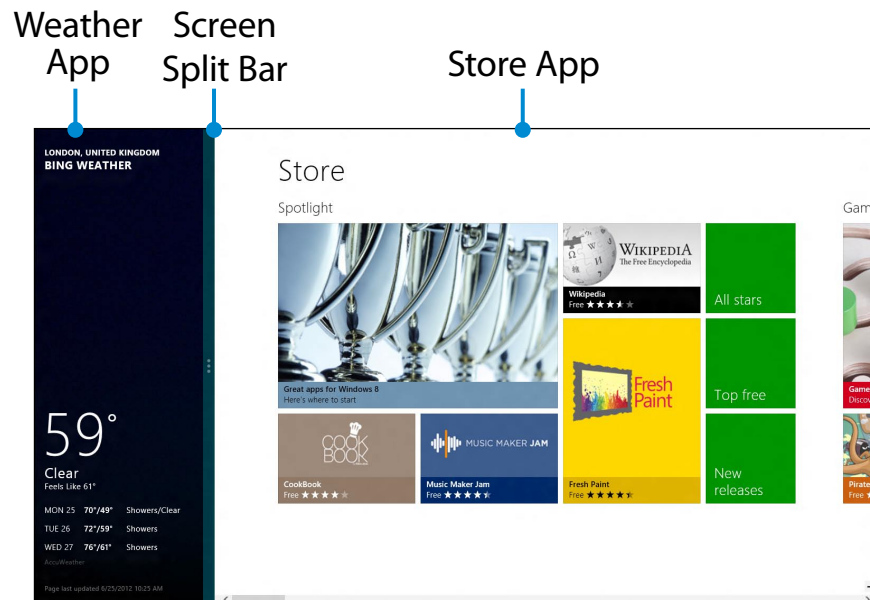 Weather
App
Screen
Split Bar
Store App
LONDON, UNITED KINGDOM
BING WEATHER
59°
Clear
Feels Like 61°
MON 25 70°/49° Showers/Clear
TUE 26 72°/59° Showers
WED 27 76°/61° Showers
AccuWeather
Page last updated 6/25/2012 10:25 AM
Store
Spotlight
Great apps for Windows 8
Here's where to start
WIKIPEDIA
The Free Encyclopedia
Wikipedia
Free ★★★★★
All stars
Fresh
Paint
Fresh Paint
Free ★★★★★
Top free
COOK
BOOK
CookBook
Free ★★★★★
MUSIC MAKER JAM
Music Maker Jam
Free ★★★★★
New
releases
Gam
Game
Disco
Pirate
Free